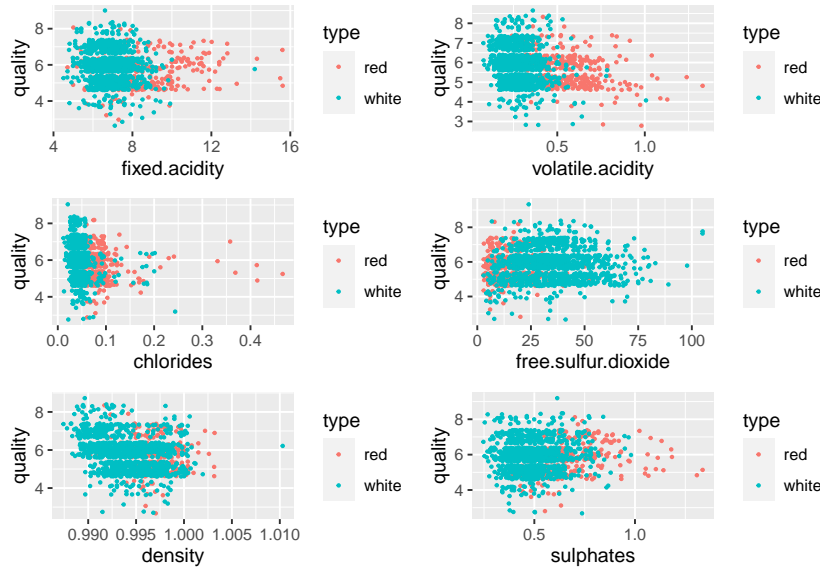 8
6
4
quality
4
8
12
16
fixed.acidity
type
red
white
8
7
6
5
4
3
quality
0.5
1.0
volatile.acidity
type
red
white
8
6
4
quality
0.0
0.1
0.2
0.3
0.4
chlorides
type
red
white
8
6
4
quality
0
25
50
75
100
free.sulfur.dioxide
type
red
white
8
6
4
quality
0.990
0.995
1.000
1.005
1.010
density
type
red
white
8
6
4
quality
0.5
1.0
sulphates
type
red
white